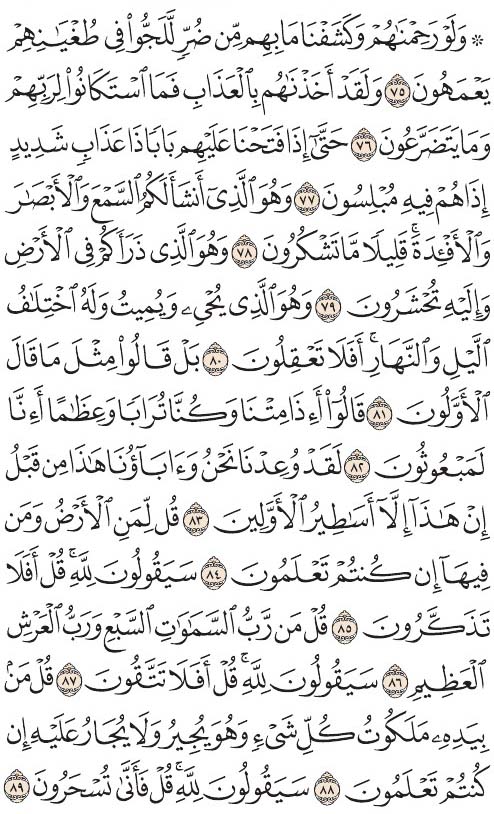 ۞ وَلَوْ رَحِمْنَٰهُمْ وَكَشَفْنَا مَا بِهِم مِّن ضُرٍّ لَّلَجُّوا۟ فِى طُغْيَٰنِهِمْ
يَعْمَهُونَ ٧٥ وَلَقَدْ أَخَذْنَٰهُم بِٱلْعَذَابِ فَمَا ٱسْتَكَانُوا۟ لِرَبِّهِمْ
وَمَا يَتَضَرَّعُونَ ٧٦ حَتَّىٰٓ إِذَا فَتَحْنَا عَلَيْهِم بَابًا ذَا عَذَابٍ شَدِيدٍ
إِذَا هُمْ فِيهِ مُبْلِسُونَ ٧٧ وَهُوَ ٱلَّذِىٓ أَنشَأَ لَكُمُ ٱلسَّمْعَ وَٱلْأَبْصَٰرَ
وَٱلْأَفْـِٔدَةَ ۚ قَلِيلًا مَّا تَشْكُرُونَ ٧٨ وَهُوَ ٱلَّذِى ذَرَأَكُمْ فِى ٱلْأَرْضِ
وَإِلَيْهِ تُحْشَرُونَ ٧٩ وَهُوَ ٱلَّذِى يُحْىِۦ وَيُمِيتُ وَلَهُ ٱخْتِلَٰفُ
ٱلَّيْلِ وَٱلنَّهَارِ ۚ أَفَلَا تَعْقِلُونَ ٨٠ بَلْ قَالُوا۟ مِثْلَ مَا قَالَ
ٱلْأَوَّلُونَ ٨١ قَالُوٓا۟ أَءِذَا مِتْنَا وَكُنَّا تُرَابًا وَعِظَٰمًا أَءِنَّا
لَمَبْعُوثُونَ ٨٢ لَقَدْ وُعِدْنَا نَحْنُ وَءَابَآؤُنَا هَٰذَا مِن قَبْلُ
إِنْ هَٰذَآ إِلَّآ أَسَٰطِيرُ ٱلْأَوَّلِينَ ٨٣ قُل لِّمَنِ ٱلْأَرْضُ وَمَن
فِيهَآ إِن كُنتُمْ تَعْلَمُونَ ٨٤ سَيَقُولُونَ لِلَّهِ ۚ قُلْ أَفَلَا
تَذَكَّرُونَ ٨٥ قُلْ مَن رَّبُّ ٱلسَّمَٰوَٰتِ ٱلسَّبْعِ وَرَبُّ ٱلْعَرْشِ
ٱلْعَظِيمِ ٨٦ سَيَقُولُونَ لِلَّهِ ۚ قُلْ أَفَلَا تَتَّقُونَ ٨٧ قُلْ مَنۢ
بِيَدِهِۦ مَلَكُوتُ كُلِّ شَىْءٍ وَهُوَ يُجِيرُ وَلَا يُجَارُ عَلَيْهِ إِن
كُنتُمْ تَعْلَمُونَ ٨٨ سَيَقُولُونَ لِلَّهِ ۚ قُلْ فَأَنَّىٰ تُسْحَرُونَ ٨٩